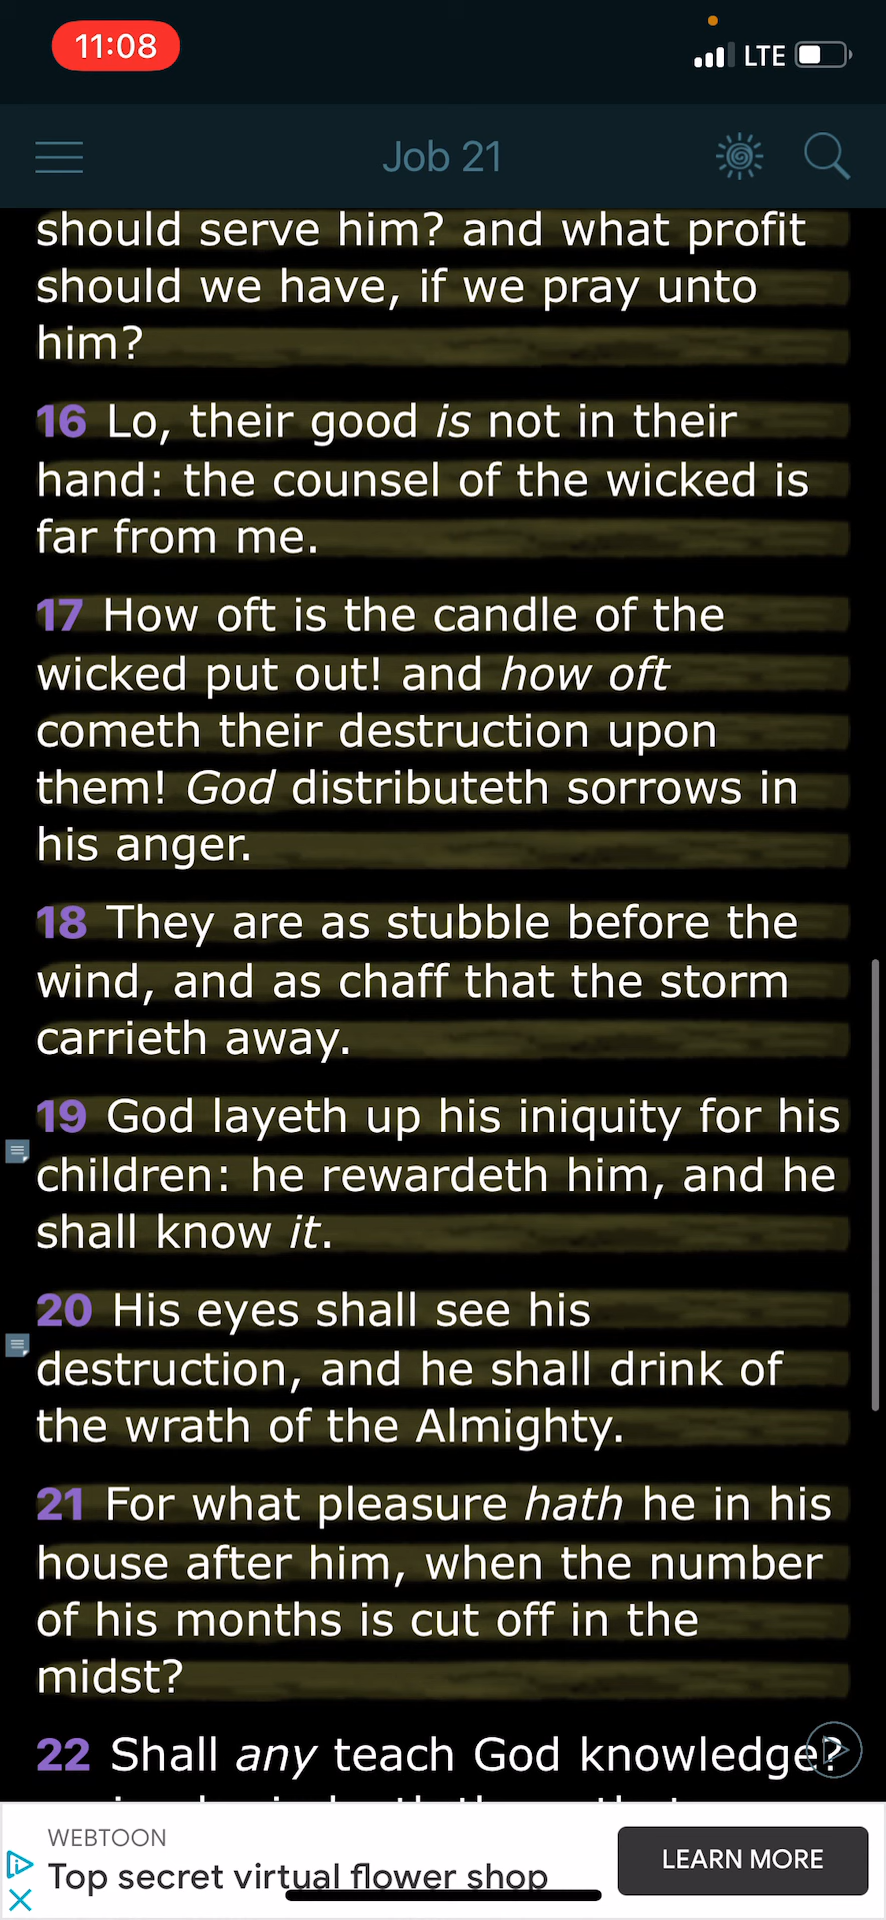 11:08
LTE
Job 21
should serve him? and what profit
should we have, if we pray unto
him?
16 Lo, their good is not in their
hand: the counsel of the wicked is
far from me.
17 How oft is the candle of the
wicked put out! and how oft
cometh their destruction upon
them! God distributeth sorrows in
his anger.
18 They are as stubble before the
wind, and as chaff that the storm
carrieth away.
19 God layeth up his iniquity for his
children: he rewardeth him, and he
shall know it.
20 His eyes shall see his
destruction, and he shall drink of
the wrath of the Almighty.
21 For what pleasure hath he in his
house after him, when the number
of his months is cut off in the
midst?
22 Shall any teach God knowledge?
WEBTOON
Top secret virtual flower shop
LEARN MORE